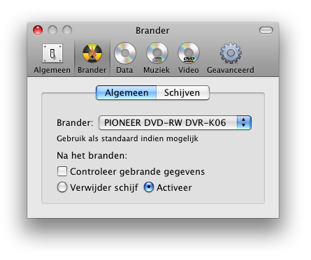 Brander
Algemeen Brander Data Muziek Video Geavanceerd
Algemeen Schijven
Brander: PIONEER DVD-RW DVR-K06
Gebruik als standaard indien mogelijk
Na het branden:
Controleer gebrande gegevens
Verwijder schijf Activeer